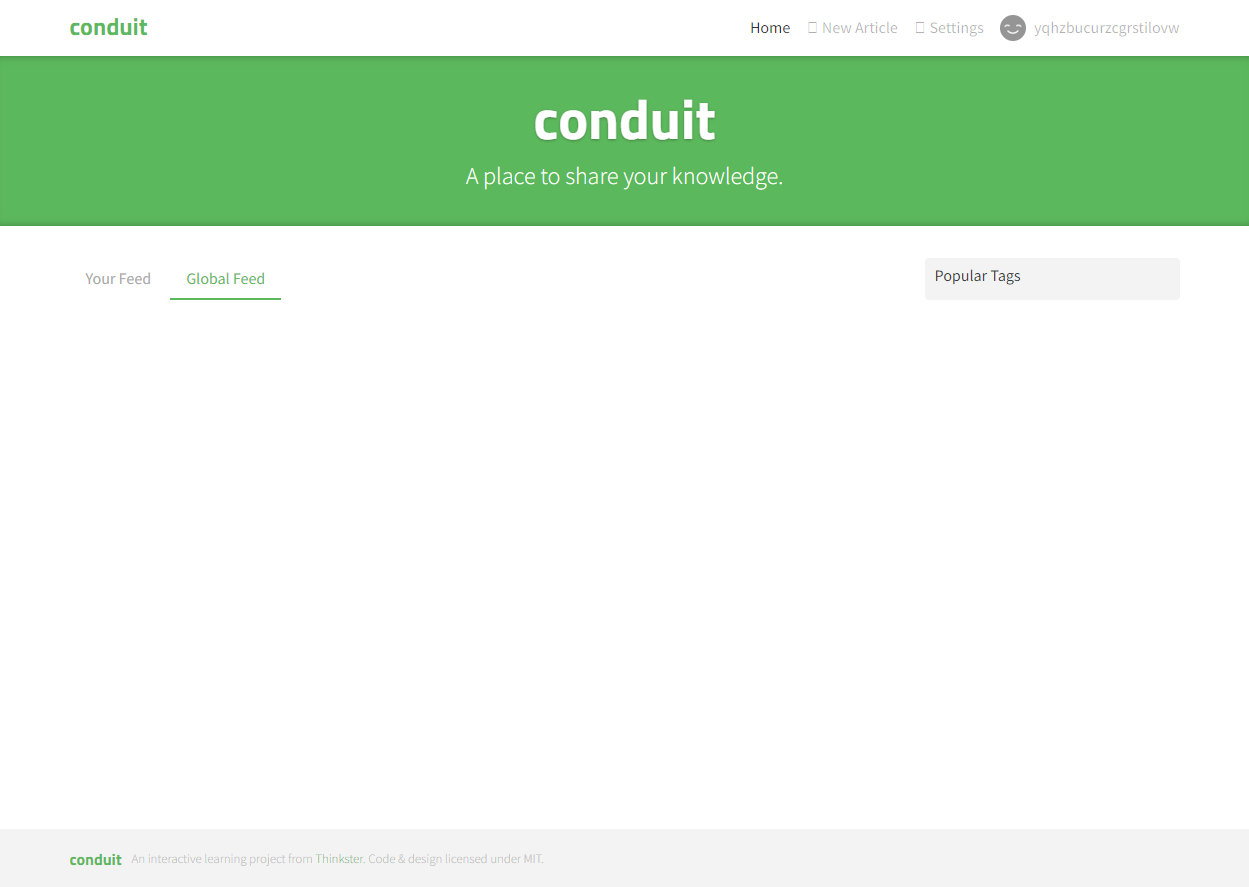 conduit
Home New Article Settings yqhzbucurzcgrstilovw
conduit
A place to share your knowledge.
Your Feed Global Feed
Popular Tags
conduit An interactive learning project from Thinkster. Code & design licensed under MIT.